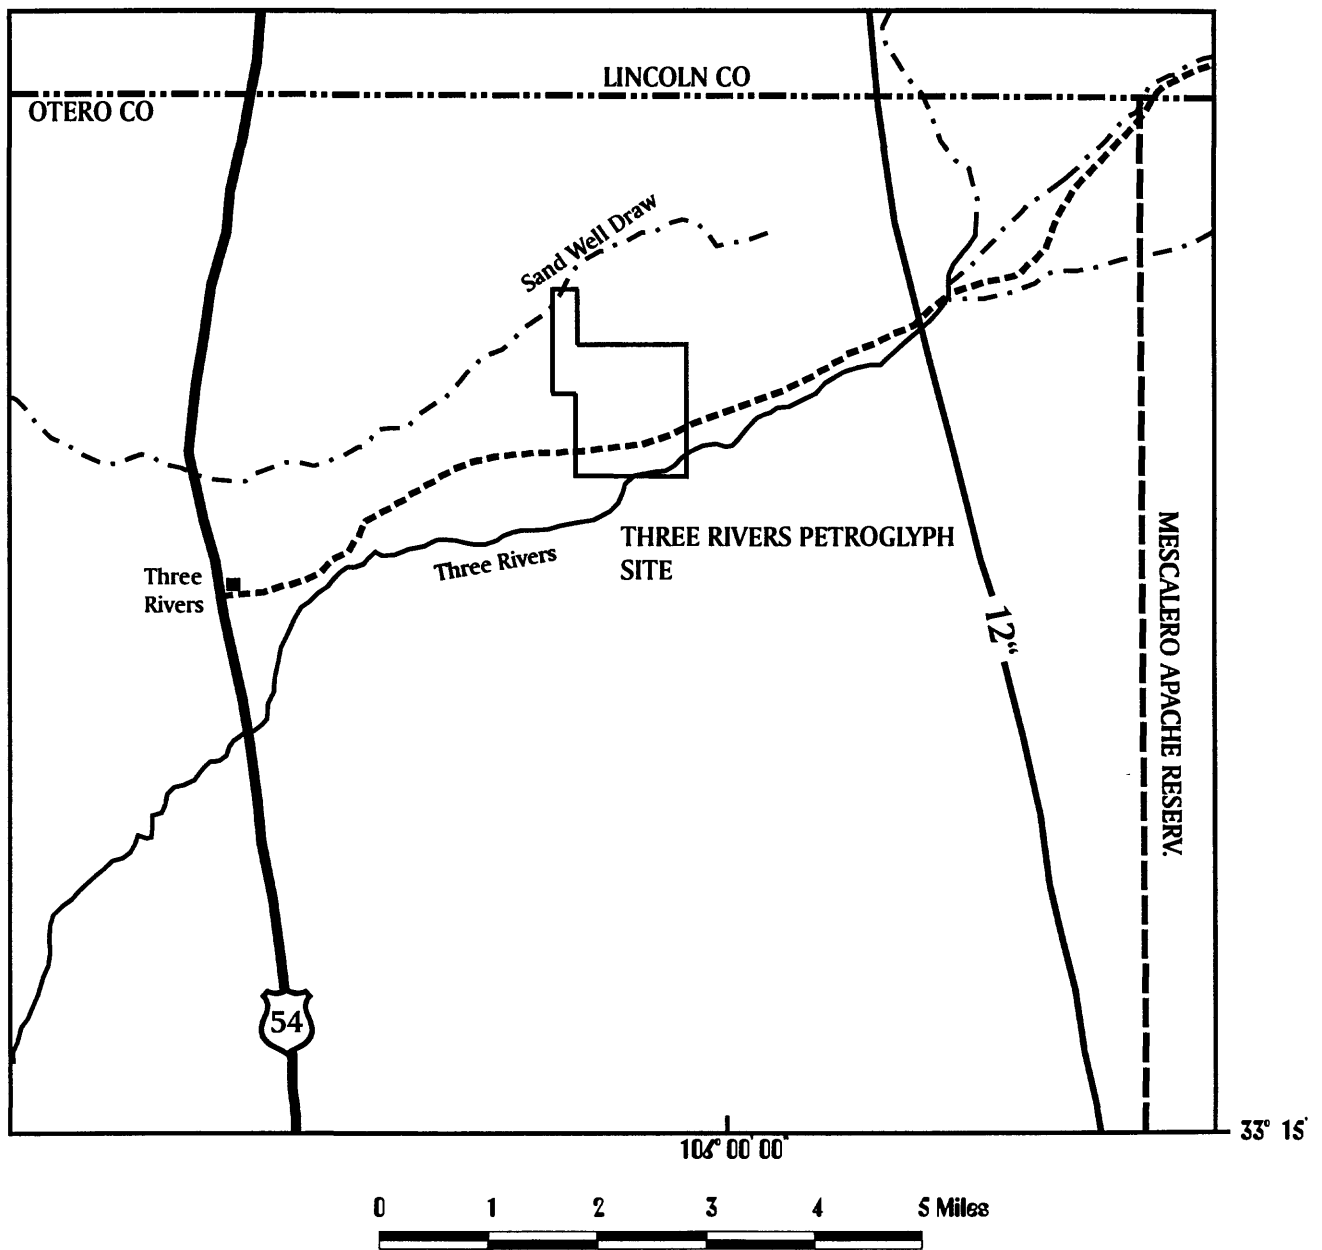 LINCOLN CO
OTERO CO
Sand Well Draw
THREE RIVERS PETROGLYPH
SITE
Three
Rivers
Three Rivers
12“
MESCALERO APACHE RESERV.
54
33° 15'
106° 00' 00"
0 1 2 3 4 5 Miles